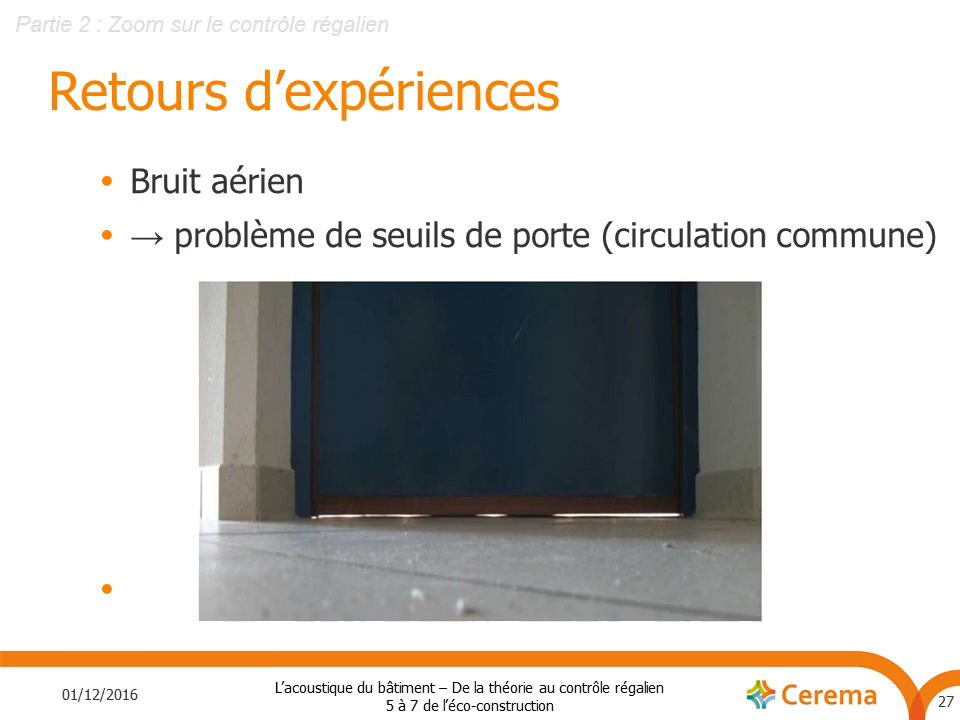 Partie 2 : Zoom sur le contrôle régalien
Retours d’expériences
• Bruit aérien
• → problème de seuils de porte (circulation commune)
•
01/12/2016
L’acoustique du bâtiment – De la théorie au contrôle régalien
5 à 7 de l’éco-construction
Cerema
27